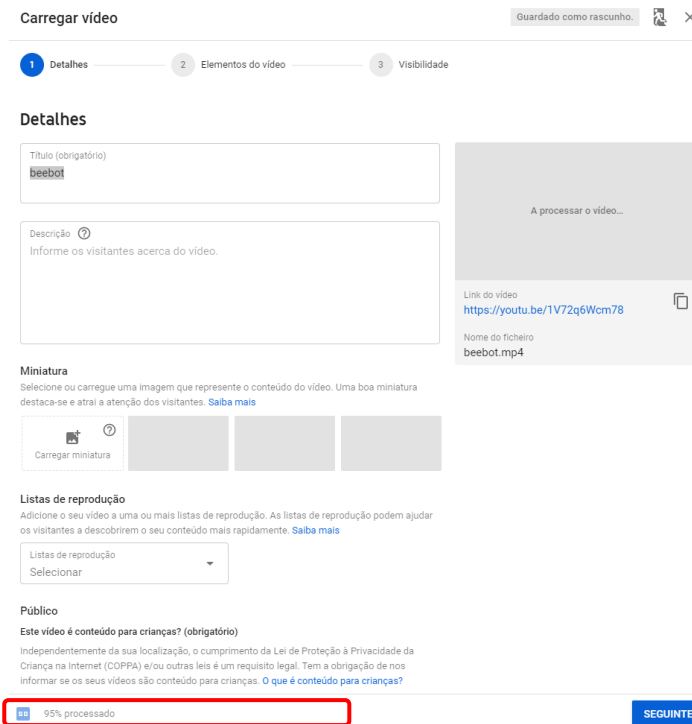 Carregar vídeo
Guardado como rascunho.
1 Detalhes
2 Elementos do vídeo
3 Visibilidade
Detalhes
Título (obrigatório)
beebot
A processar o vídeo...
Descrição
Informe os visitantes acerca do vídeo.
Link do vídeo
https://youtu.be/1V72q6Wcm78
Nome do ficheiro
beebot.mp4
Miniatura
Selecione ou carregue uma imagem que represente o conteúdo do vídeo. Uma boa miniatura
destaca-se e atrai a atenção dos visitantes. Saiba mais
Carregar miniatura
Listas de reprodução
Adicione o seu vídeo a uma ou mais listas de reprodução. As listas de reprodução podem ajudar
os visitantes a descobrirem o seu conteúdo mais rapidamente. Saiba mais
Listas de reprodução
Selecionar
Público
Este vídeo é conteúdo para crianças? (obrigatório)
Independentemente da sua localização, o cumprimento da Lei de Proteção à Privacidade da
Criança na Internet (COPPA) e/ou outras leis é um requisito legal. Tem a obrigação de nos
informar se os seus vídeos são conteúdo para crianças. O que é conteúdo para crianças?
SD 95% processado
SEGUINTE